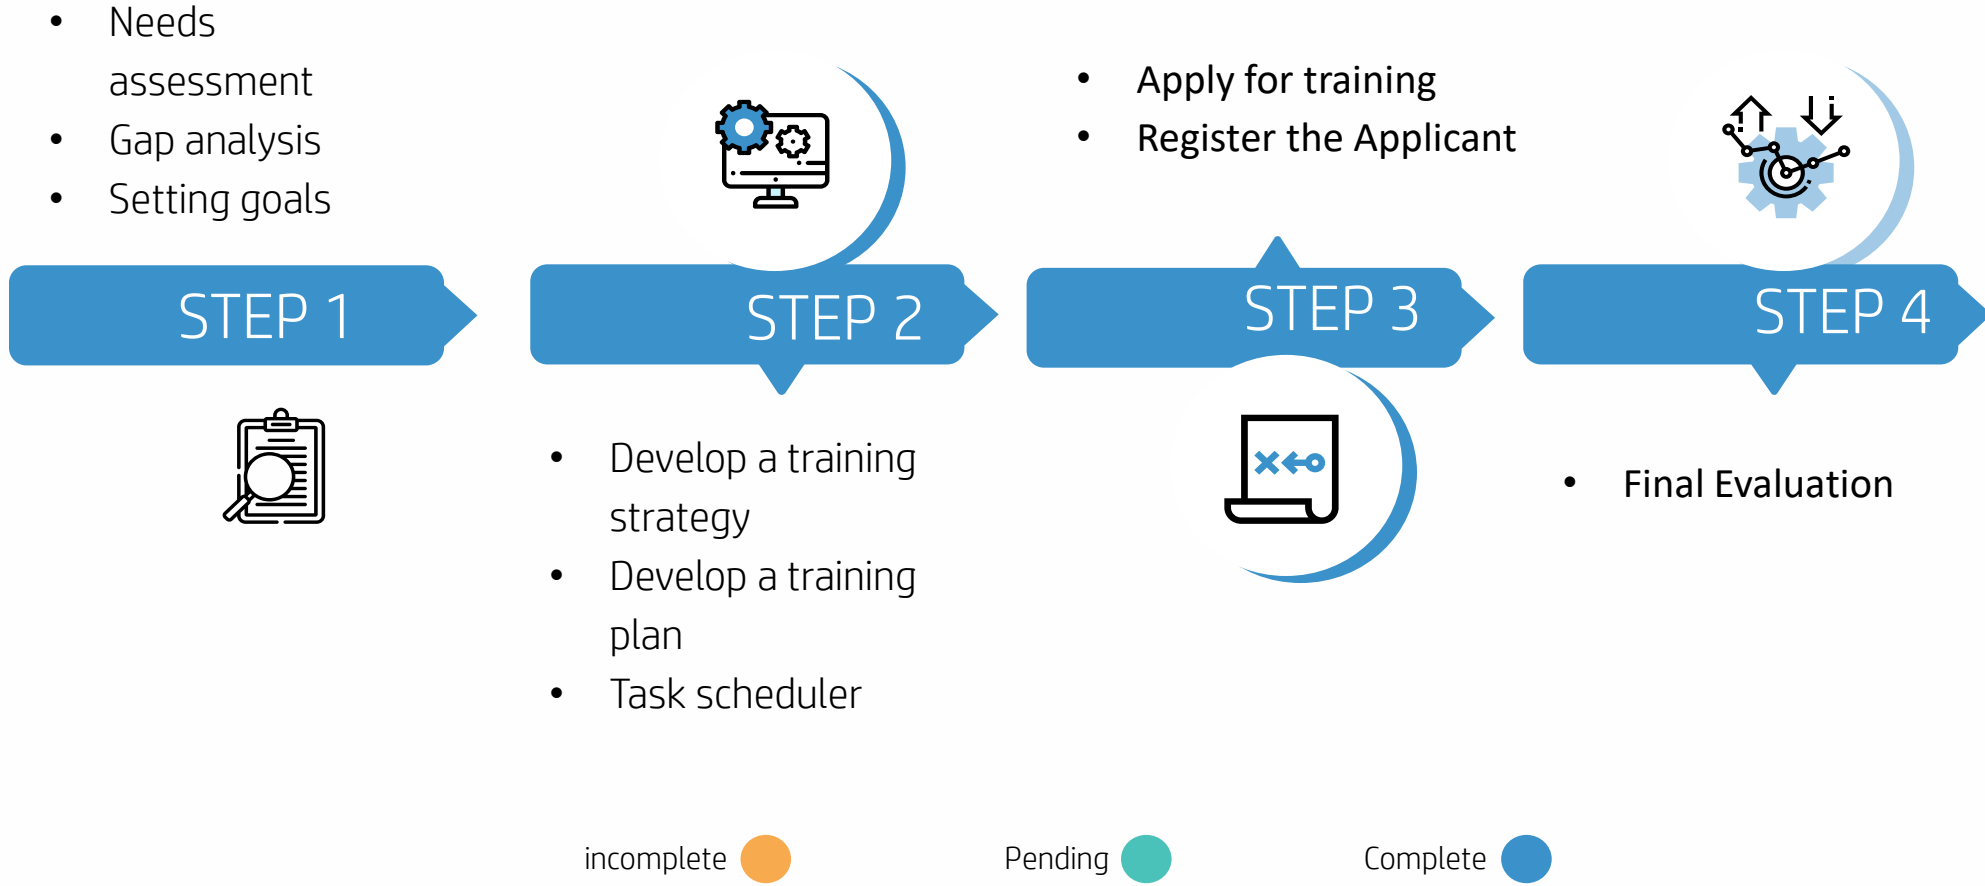 • Needs
assessment
• Gap analysis
• Setting goals
STEP 1
STEP 2
• Develop a training
strategy
• Develop a training
plan
• Task scheduler
• Apply for training
• Register the Applicant
STEP 3
STEP 4
• Final Evaluation
incomplete
Pending
Complete